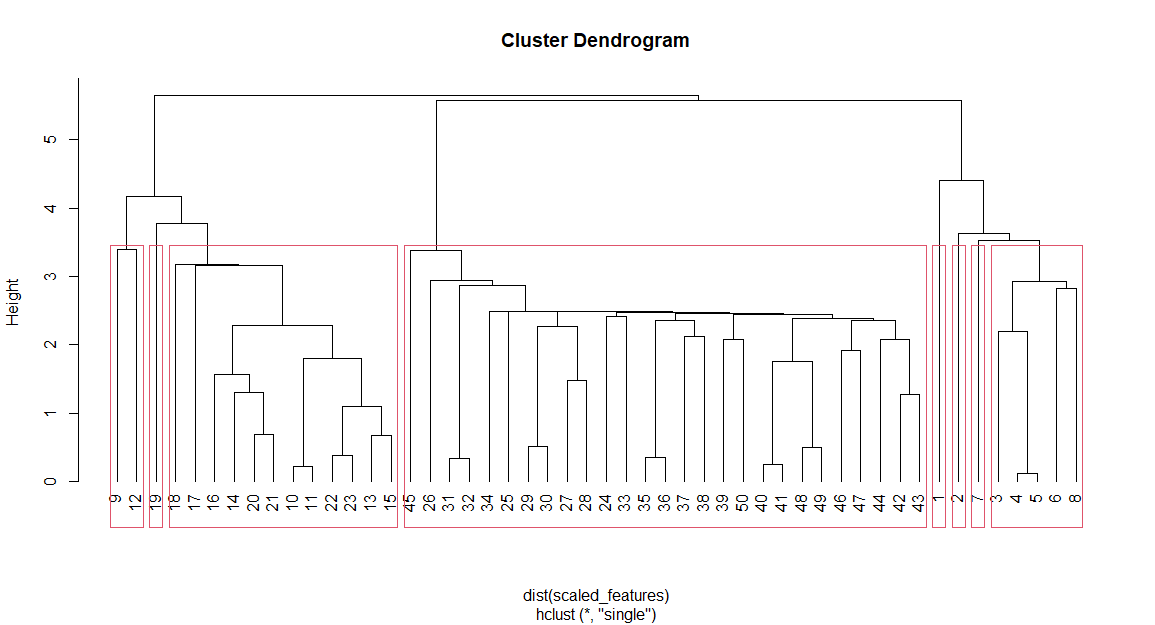 Cluster Dendrogram
Height
5
4
3
2
1
0
9 12 19 18 17 16 14 20 21 10 11 22 23 13 15 45 26 31 32 34 25 29 30 27 28 24 33 35 36 37 38 39 50 40 41 48 49 46 47 44 42 43 1 2 7 3 4 5 6 8
dist(scaled_features)
hclust (*, "single")